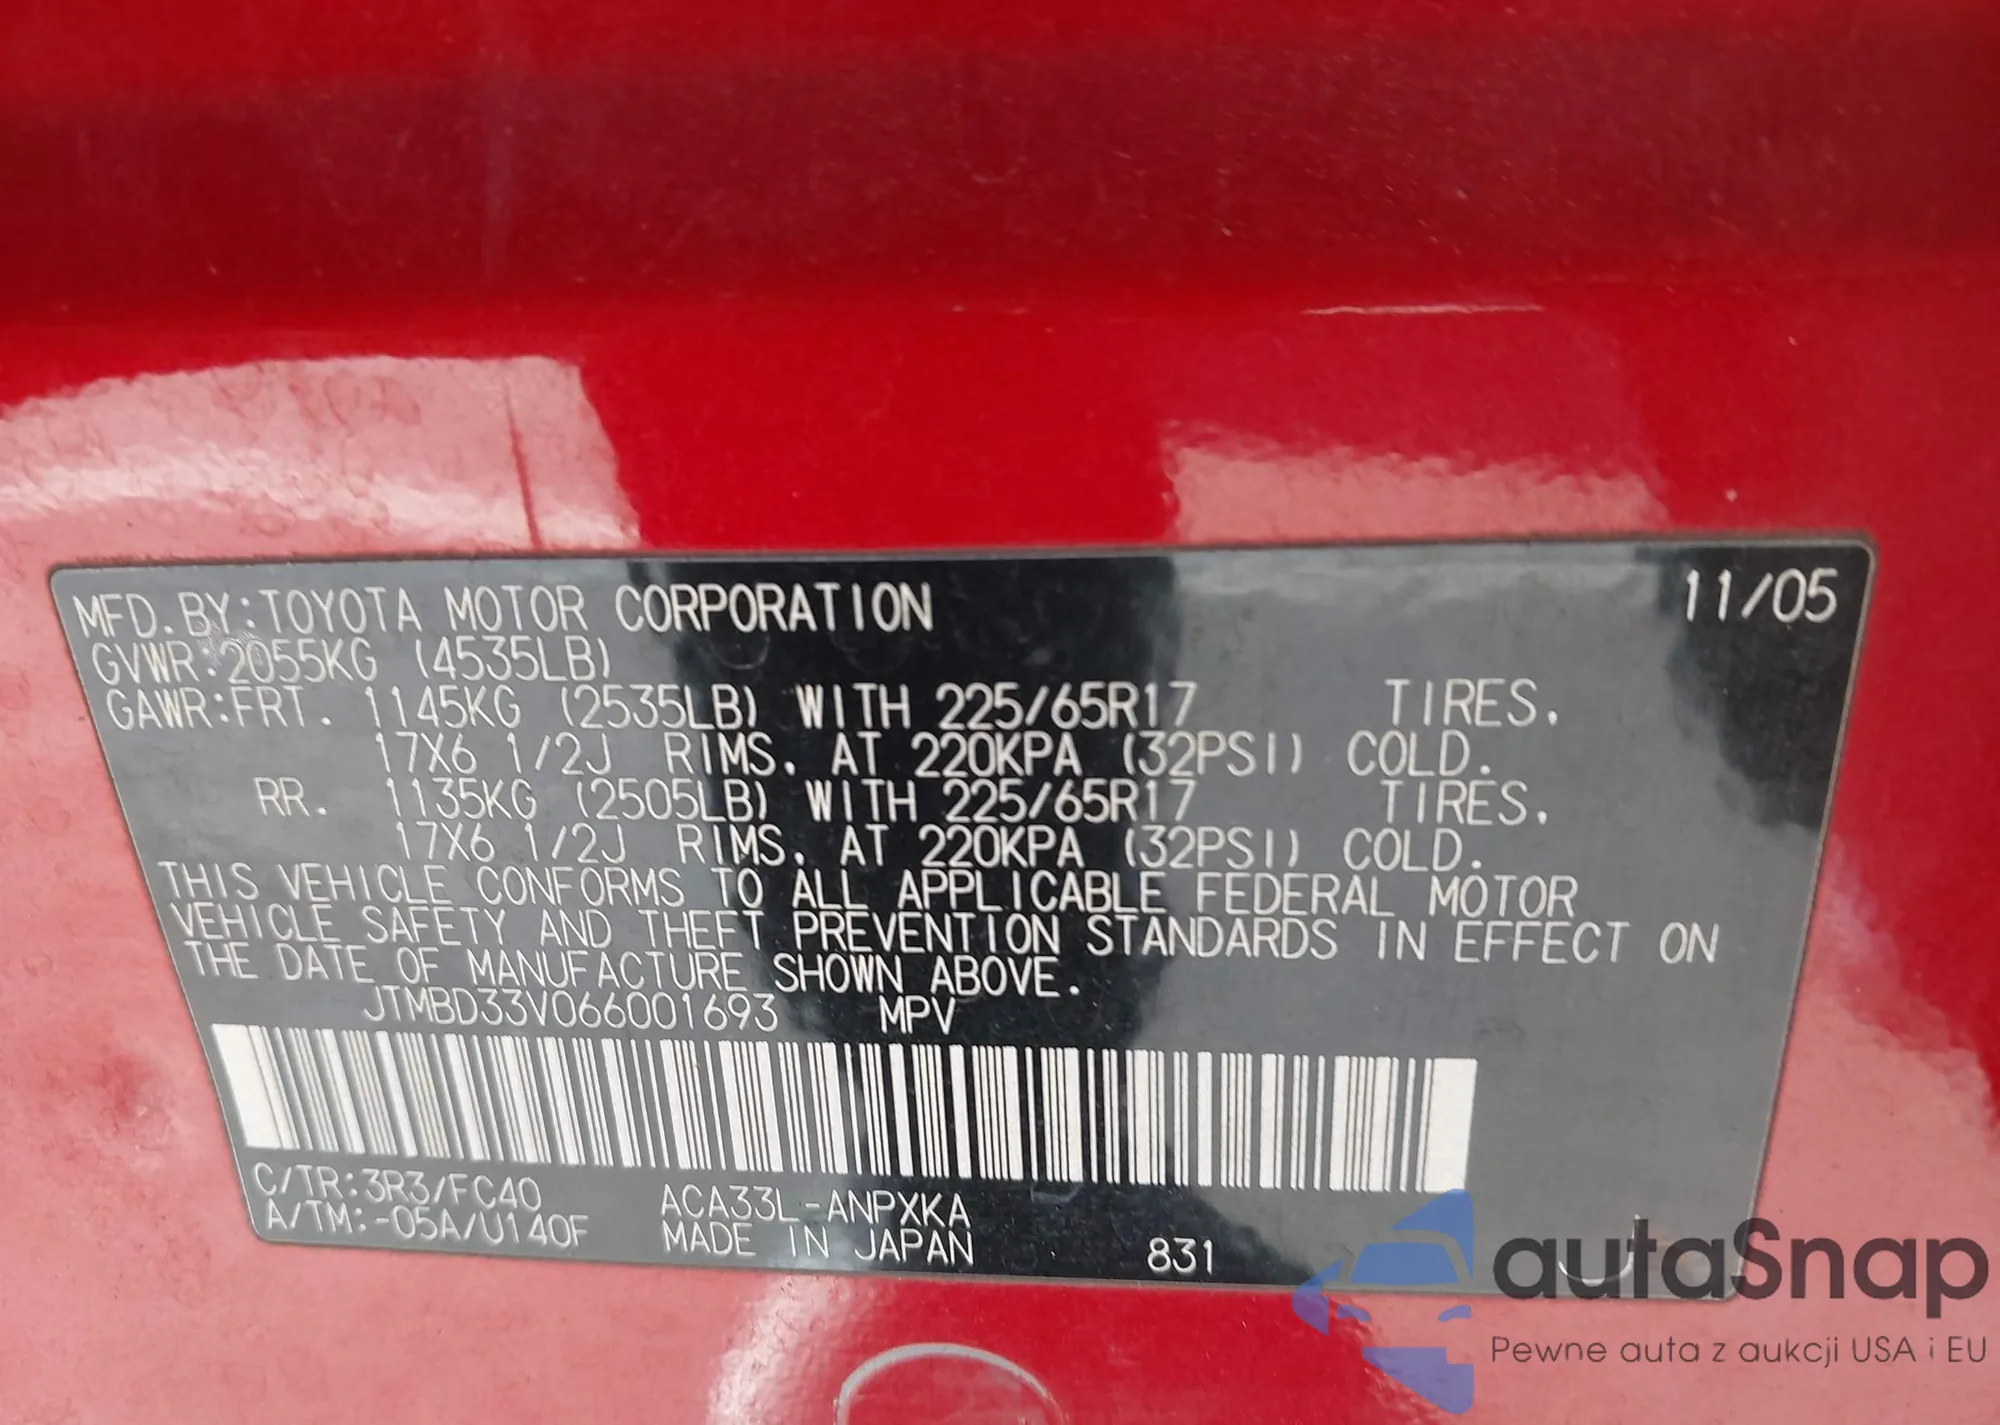 MFD. BY: TOYOTA MOTOR CORPORATION 11/05
GVWR: 2055KG (4535LB)
GAWR: FRT. 1145KG (2535LB) WITH 225/65R17 TIRES,
17X6 1/2J RIMS, AT 220KPA (32PSI) COLD.
RR. 1135KG (2505LB) WITH 225/65R17 TIRES,
17X6 1/2J RIMS, AT 220KPA (32PSI) COLD.
THIS VEHICLE CONFORMS TO ALL APPLICABLE FEDERAL MOTOR
VEHICLE SAFETY AND THEFT PREVENTION STANDARDS IN EFFECT ON
THE DATE OF MANUFACTURE SHOWN ABOVE.
JTMBD33V066001693 MPV
C/TR: 3R3/FC40 ACA33L-ANPXKA
A/TM: -05A/U140F MADE IN JAPAN 831
autaSnap
Pewne auta z aukcji USA i EU